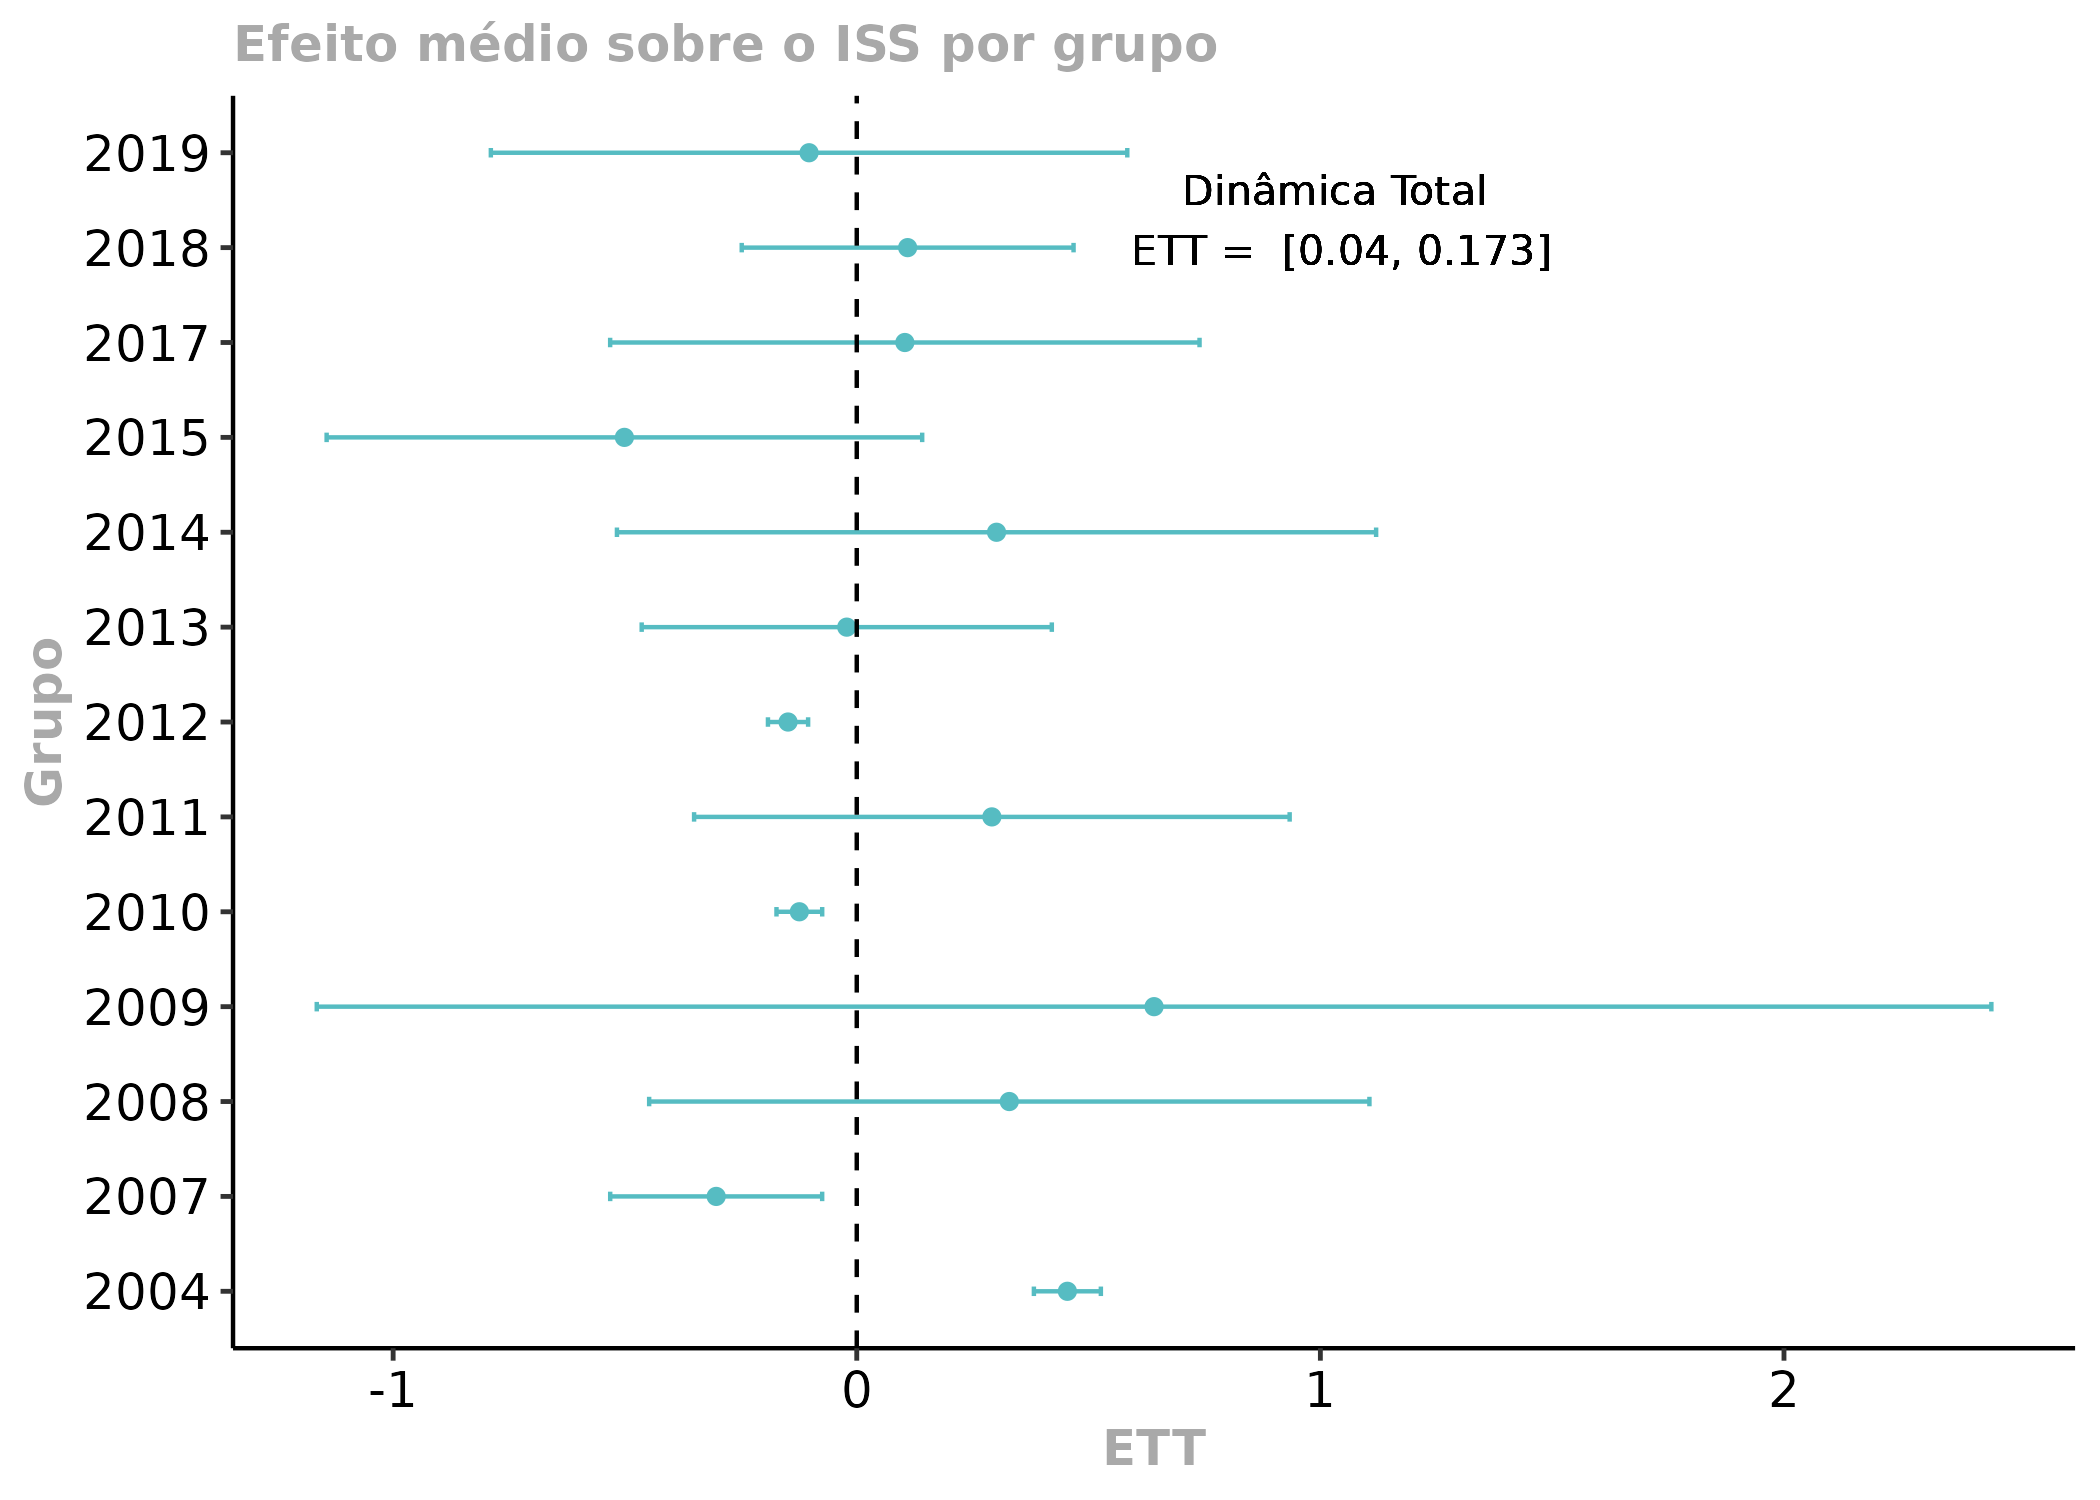 Efeito médio sobre o ISS por grupo
2019
Dinâmica Total
2018
ETT =  [0.04, 0.173]
2017
2015
2014
2013
2012
2011
2010
2009
2008
2007
2004
Grupo
-1 0 1 2
ETT